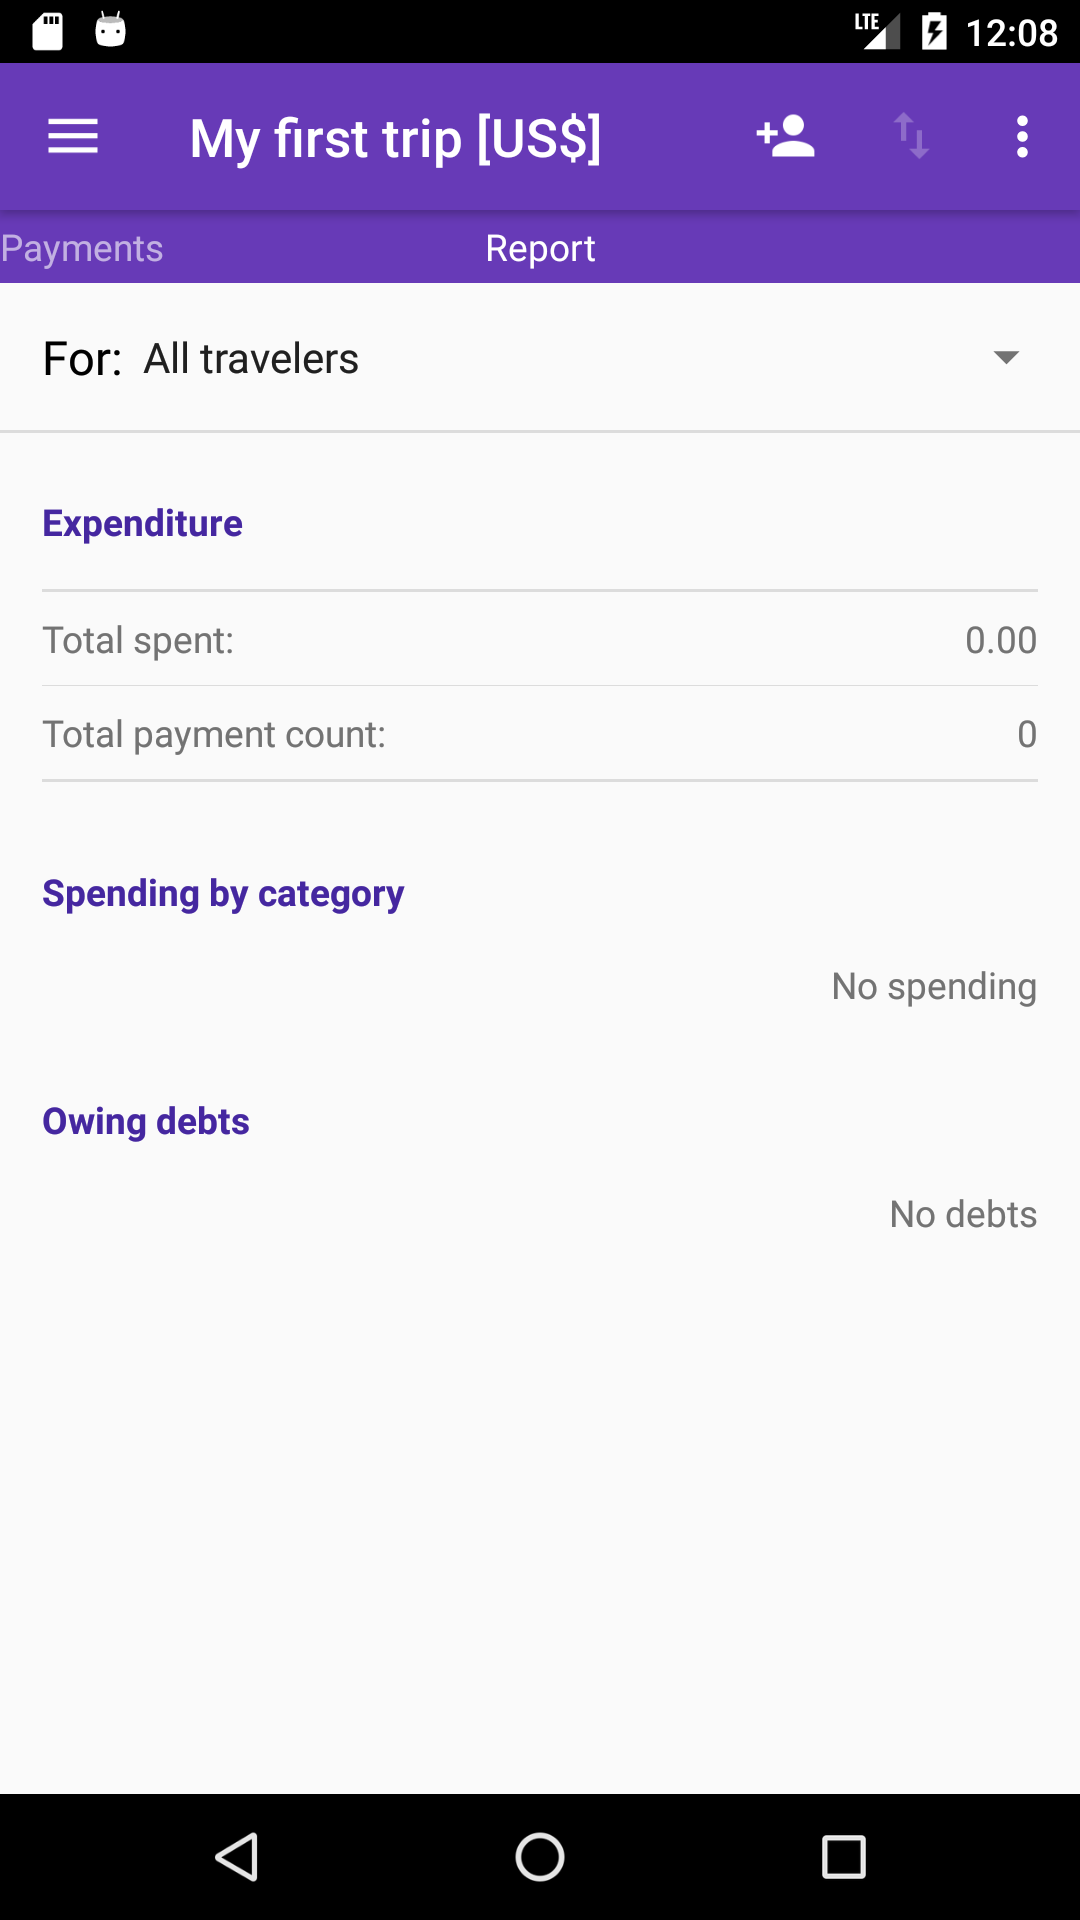 LTE 12:08
My first trip [US$]
Payments Report
For: All travelers
Expenditure
Total spent: 0.00
Total payment count: 0
Spending by category
No spending
Owing debts
No debts